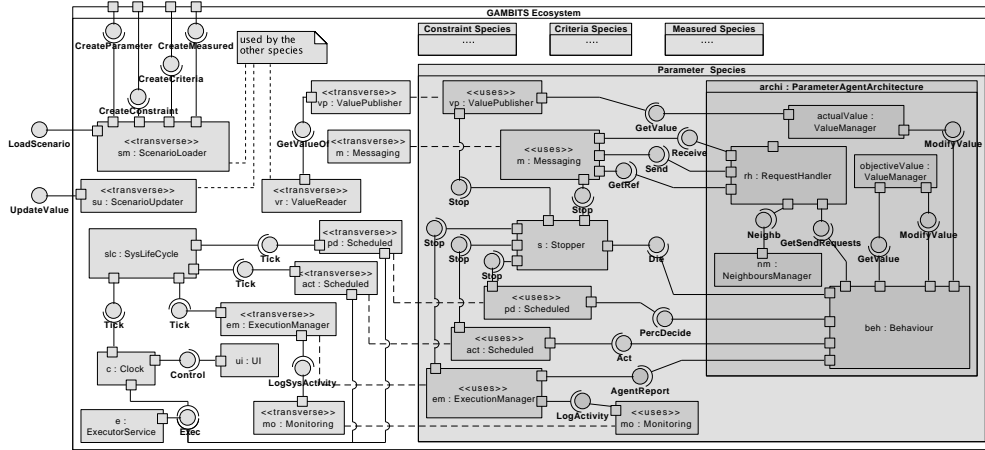 GAMBITS Ecosystem
CreateParameter
CreateMeasured
CreateCriteria
CreateConstraint
used by the
other species
Constraint Species
....
Criteria Species
....
Measured Species
....
LoadScenario
<<transverse>>
sm : ScenarioLoader
<<transverse>>
vp : ValuePublisher
GetValueOf
<<transverse>>
m : Messaging
UpdateValue
<<transverse>>
su : ScenarioUpdater
<<transverse>>
vr : ValueReader
slc : SysLifeCycle
Tick
<<transverse>>
pd : Scheduled
Tick
<<transverse>>
act : Scheduled
Tick
Tick
<<transverse>>
em : ExecutionManager
c : Clock
Control
ui : UI
LogSysActivity
e :
ExecutorService
Exec
<<transverse>>
mo : Monitoring
Parameter Species
<<uses>>
vp : ValuePublisher
<<uses>>
m : Messaging
GetValue
Receive
Send
GetRef
Stop
Stop
Stop
Stop
Stop
s : Stopper
Die
<<uses>>
pd : Scheduled
PercDecide
<<uses>>
act : Scheduled
Act
<<uses>>
em : ExecutionManager
AgentReport
LogActivity
<<uses>>
mo : Monitoring
archi : ParameterAgentArchitecture
actualValue :
ValueManager
ModifyValue
rh : RequestHandler
objectiveValue :
ValueManager
Neighb
GetSendRequests
ModifyValue
GetValue
nm :
NeighboursManager
beh : Behaviour